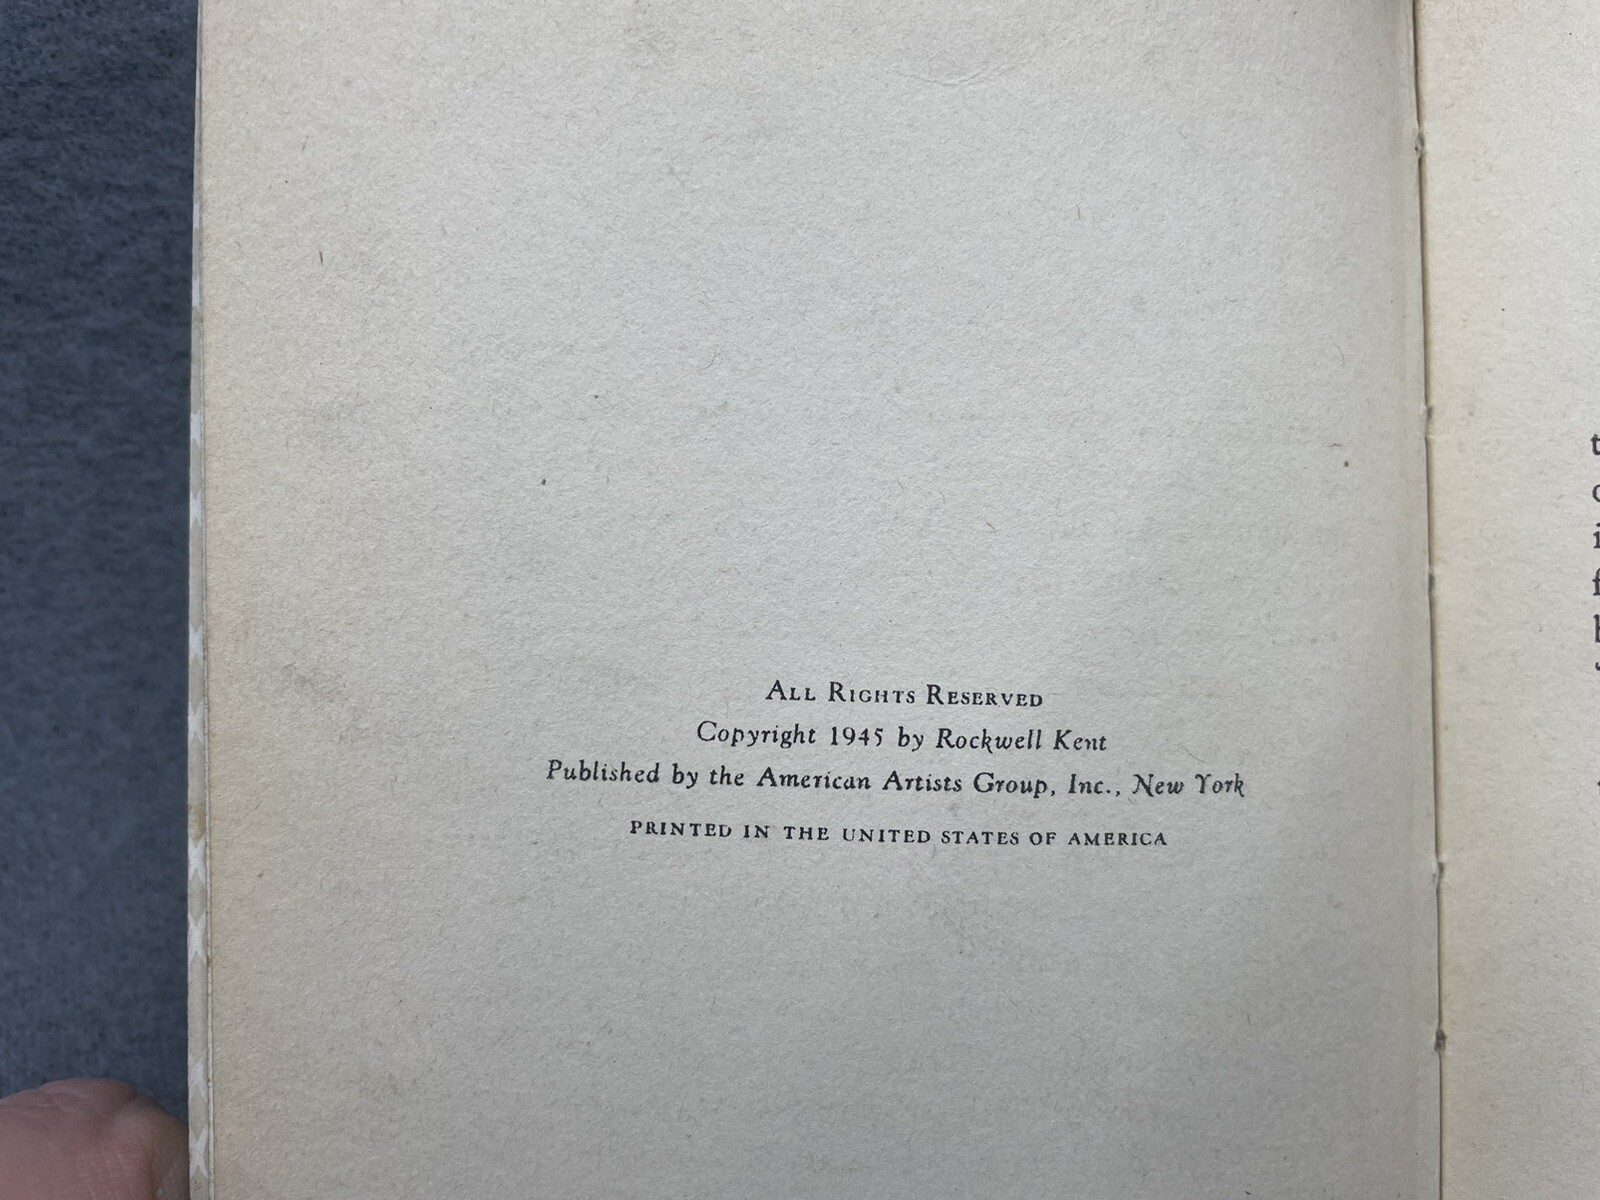 All Rights Reserved
Copyright 1945 by Rockwell Kent
Published by the American Artists Group, Inc., New York
PRINTED IN THE UNITED STATES OF AMERICA